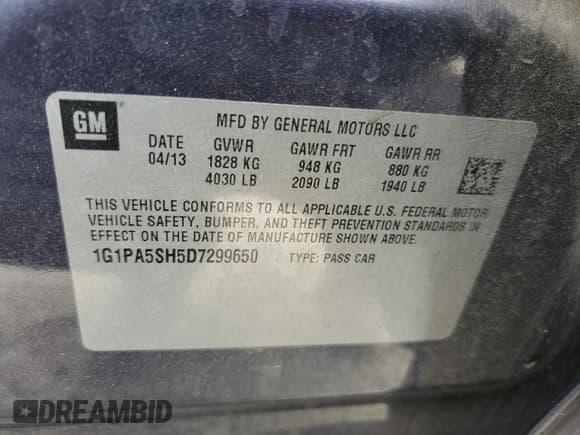 GM
MFD BY GENERAL MOTORS LLC
DATE GVWR GAWR FRT GAWR RR
04/13 1828 KG 948 KG 880 KG
4030 LB 2090 LB 1940 LB
THIS VEHICLE CONFORMS TO ALL APPLICABLE U.S. FEDERAL MOTOR
VEHICLE SAFETY, BUMPER, AND THEFT PREVENTION STANDARDS IN
EFFECT ON THE DATE OF MANUFACTURE SHOWN ABOVE.
1G1PA5SH5D7299650 TYPE: PASS CAR
DREAMBID